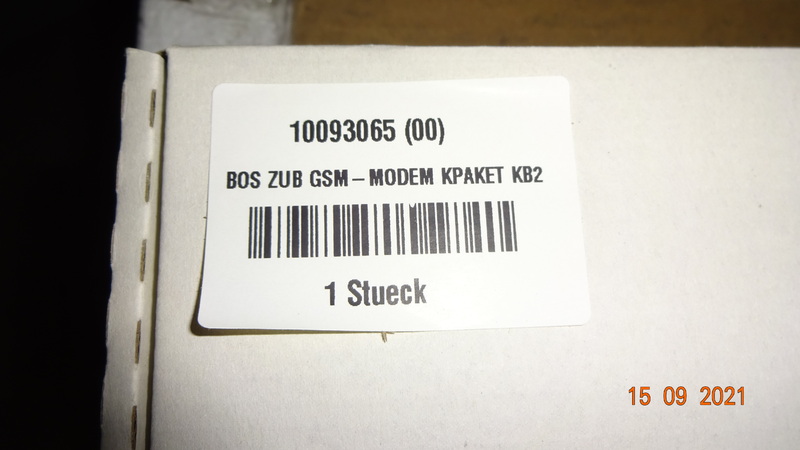 10093065 (00)
BOS ZUB GSM – MODEM KPAKET KB2
1 Stueck
15 09 2021